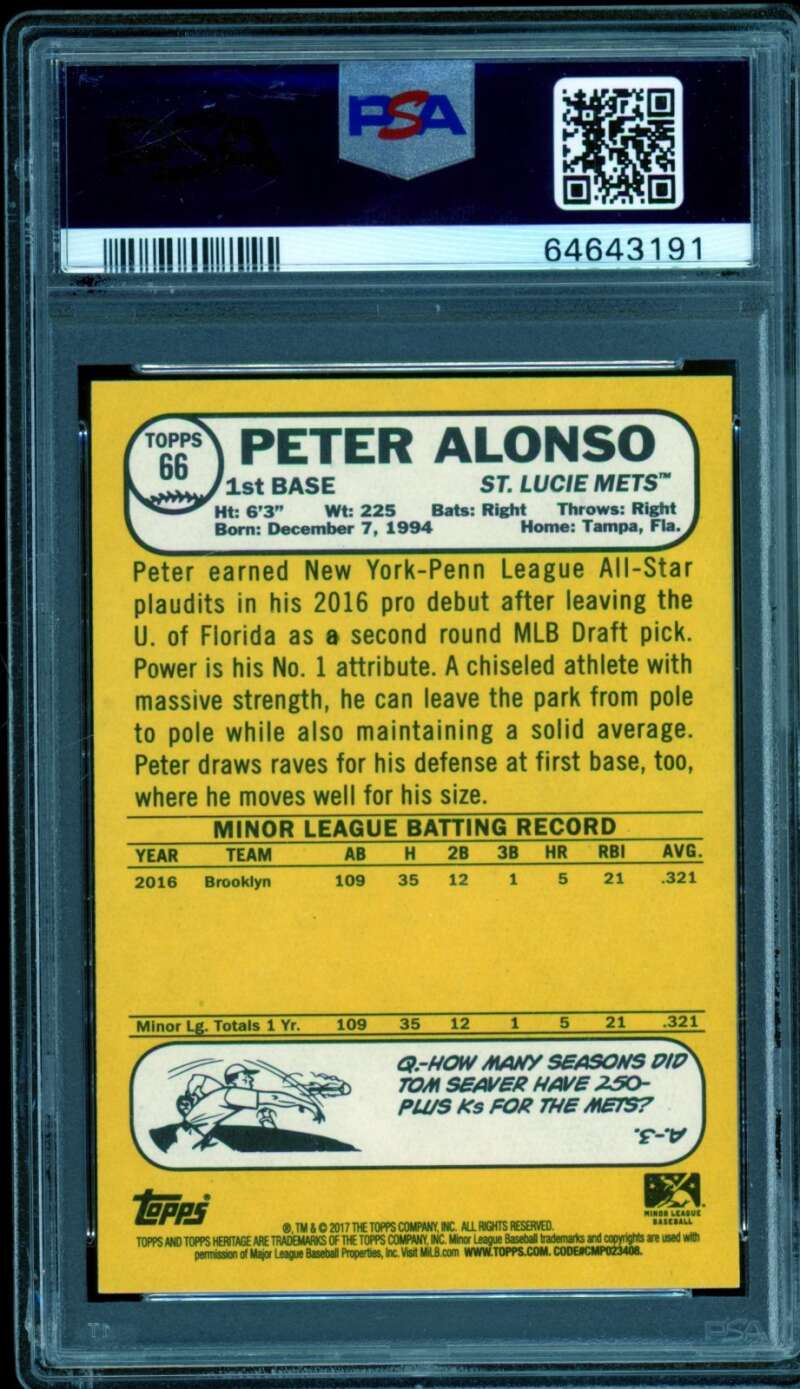 PSA
PSA
64643191
TOPPS
66
PETER ALONSO
1st BASE
ST. LUCIE METS™
Ht: 6'3" Wt: 225 Bats: Right Throws: Right
Born: December 7, 1994 Home: Tampa, Fla.
Peter earned New York-Penn League All-Star
plaudits in his 2016 pro debut after leaving the
U. of Florida as a second round MLB Draft pick.
Power is his No. 1 attribute. A chiseled athlete with
massive strength, he can leave the park from pole
to pole while also maintaining a solid average.
Peter draws raves for his defense at first base, too,
where he moves well for his size.
MINOR LEAGUE BATTING RECORD
YEAR TEAM AB H 2B 3B HR RBI AVG.
2016 Brooklyn 109 35 12 1 5 21 .321
Minor Lg. Totals 1 Yr. 109 35 12 1 5 21 .321
Q.-HOW MANY SEASONS DID
TOM SEAVER HAVE 250-
PLUS Ks FOR THE METS?
A.-3.
Topps®
MINOR LEAGUE
BASEBALL
®, TM & © 2017 THE TOPPS COMPANY, INC. ALL RIGHTS RESERVED.
TOPPS AND TOPPS HERITAGE ARE TRADEMARKS OF THE TOPPS COMPANY, INC. Minor League Baseball trademarks and copyrights are used with
permission of Major League Baseball Properties, Inc. Visit MiLB.com WWW.TOPPS.COM. CODE#CMP023408.
PSA